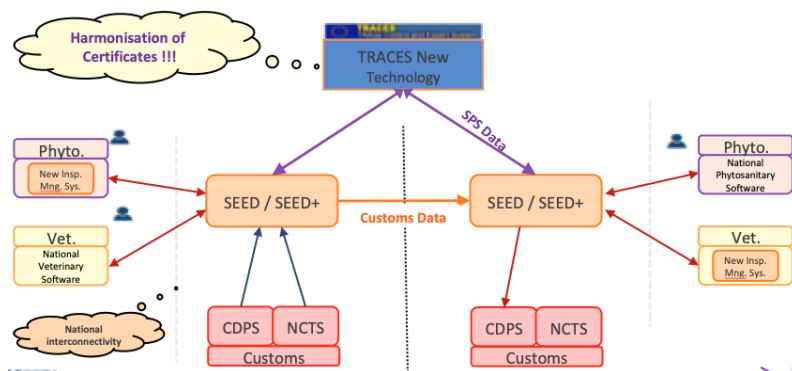 Harmonisation of
Certificates !!!
TRACES
TRACES New
Technology
SPS Data
Phyto.
New Insp.
Mng. Sys.
Vet.
National
Veterinary
Software
SEED / SEED+
Customs Data
SEED / SEED+
Phyto.
National
Phytosanitary
Software
Vet.
New Insp.
Mng. Sys.
National
interconnectivity
CDPS
NCTS
Customs
CDPS
NCTS
Customs